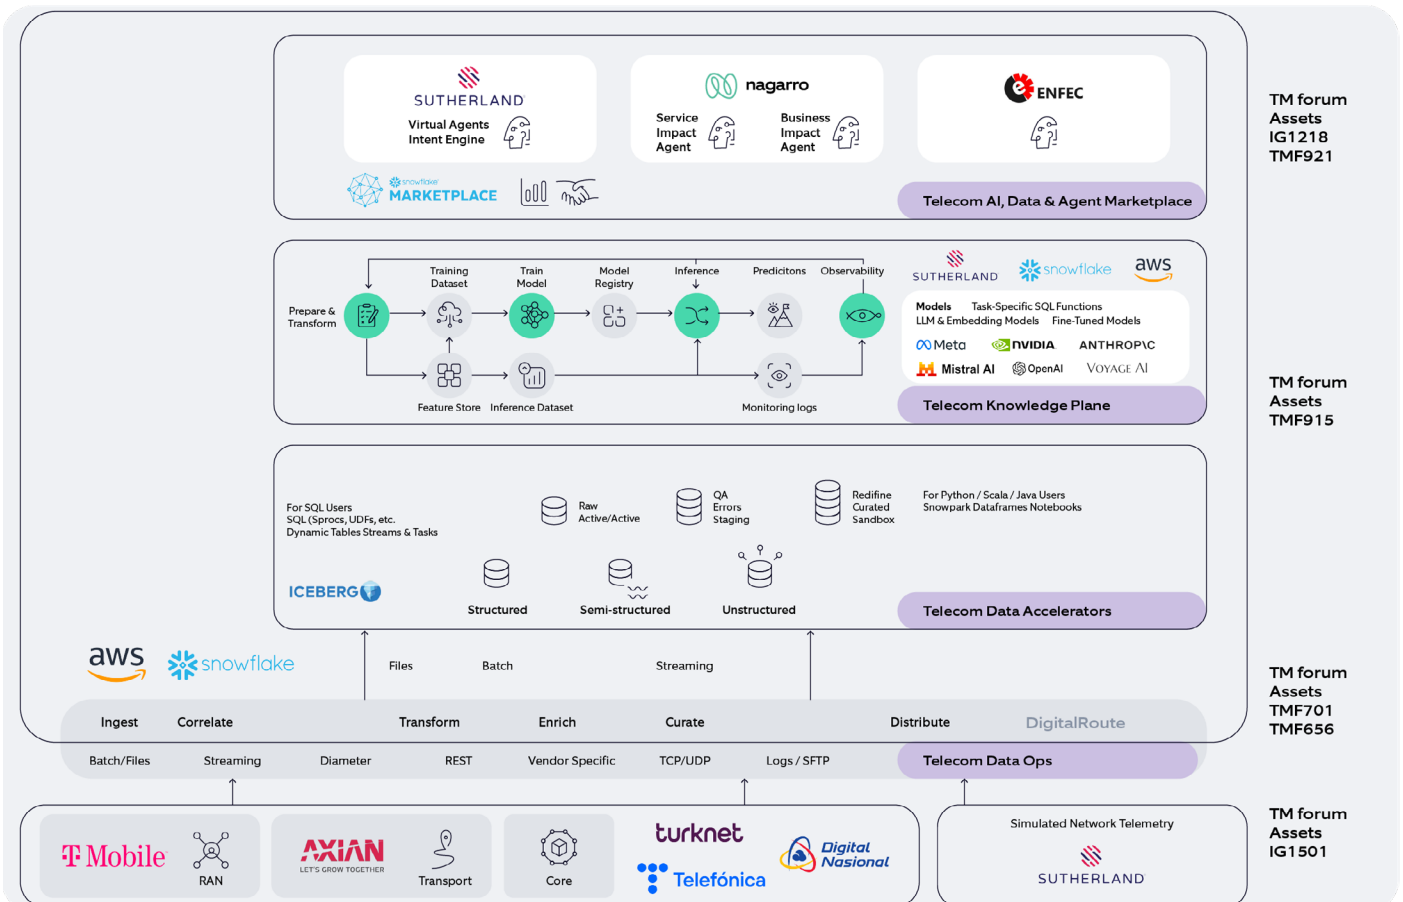 SUTHERLAND
Virtual Agents
Intent Engine
nagarro
Service
Impact
Agent
Business
Impact
Agent
ENFEC
snowflake
MARKETPLACE
Telecom AI, Data & Agent Marketplace
TM forum
Assets
IG1218
TMF921
Prepare &
Transform
Training
Dataset
Train
Model
Model
Registry
Inference
Predicitons
Observability
Feature Store
Inference Dataset
Monitoring logs
SUTHERLAND
snowflake
aws
Models
Task-Specific SQL Functions
LLM & Embedding Models
Fine-Tuned Models
Meta
NVIDIA
ANTHROP\C
Mistral AI
OpenAI
VOYAGE AI
Telecom Knowledge Plane
TM forum
Assets
TMF915
For SQL Users
SQL (Sprocs, UDFs, etc.
Dynamic Tables Streams & Tasks
Raw
Active/Active
QA
Errors
Staging
Redifine
Curated
Sandbox
For Python / Scala / Java Users
Snowpark Dataframes Notebooks
ICEBERG
Structured
Semi-structured
Unstructured
Telecom Data Accelerators
aws
snowflake
Files
Batch
Streaming
TM forum
Assets
TMF701
TMF656
Ingest
Correlate
Transform
Enrich
Curate
Distribute
DigitalRoute
Batch/Files
Streaming
Diameter
REST
Vendor Specific
TCP/UDP
Logs / SFTP
Telecom Data Ops
T Mobile
RAN
AXIAN
LET'S GROW TOGETHER
Transport
Core
turknet
Telefónica
Digital
Nasional
Simulated Network Telemetry
SUTHERLAND
TM forum
Assets
IG1501